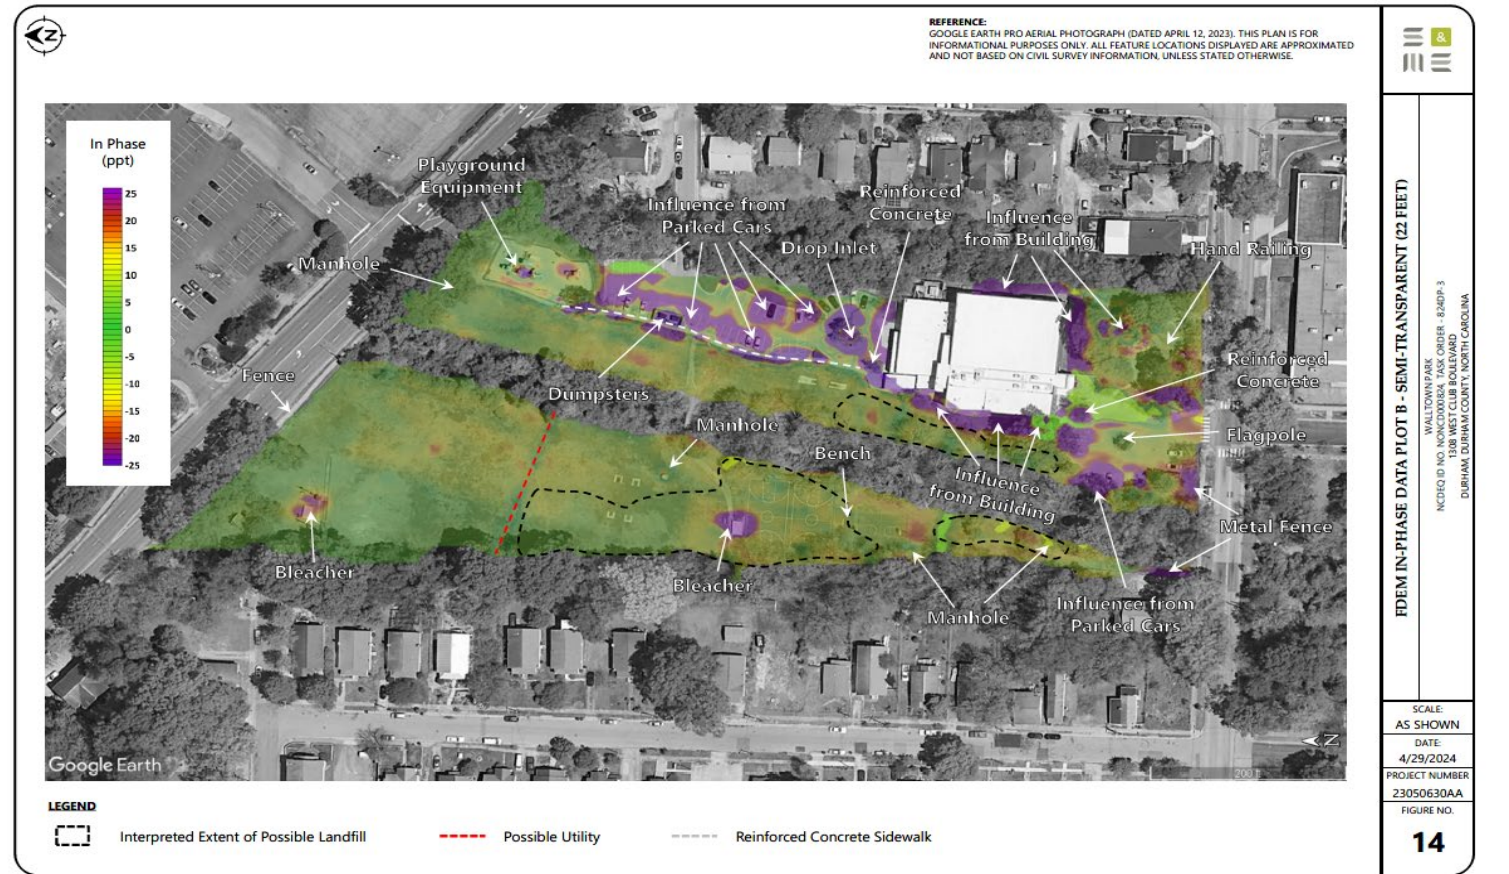 Z
REFERENCE:
GOOGLE EARTH PRO AERIAL PHOTOGRAPH (DATED APRIL 12, 2023). THIS PLAN IS FOR
INFORMATIONAL PURPOSES ONLY. ALL FEATURE LOCATIONS DISPLAYED ARE APPROXIMATED
AND NOT BASED ON CIVIL SURVEY INFORMATION, UNLESS STATED OTHERWISE.
S&
ME
In Phase
(ppt)
25
20
15
10
5
0
-5
-10
-15
-20
-25
Playground
Equipment
Manhole
Influence from
Parked Cars
Drop Inlet
Reinforced
Concrete
Influence
from Building
Hand Railing
Fence
Dumpsters
Reinforced
Concrete
Manhole
Bench
Flagpole
Influence
from Building
Metal Fence
Bleacher
Bleacher
Manhole
Influence from
Parked Cars
Google Earth
Z
200
LEGEND
Interpreted Extent of Possible Landfill
Possible Utility
Reinforced Concrete Sidewalk
FDEM IN-PHASE DATA PLOT B - SEMI-TRANSPARENT (22 FEET)
WALLTOWN PARK
NCDEQ ID NO. NONCD000824, TASK ORDER - 824DP-3
1308 WEST CLUB BOULEVARD
DURHAM, DURHAM COUNTY, NORTH CAROLINA
SCALE:
AS SHOWN
DATE:
4/29/2024
PROJECT NUMBER
23050630AA
FIGURE NO.
14